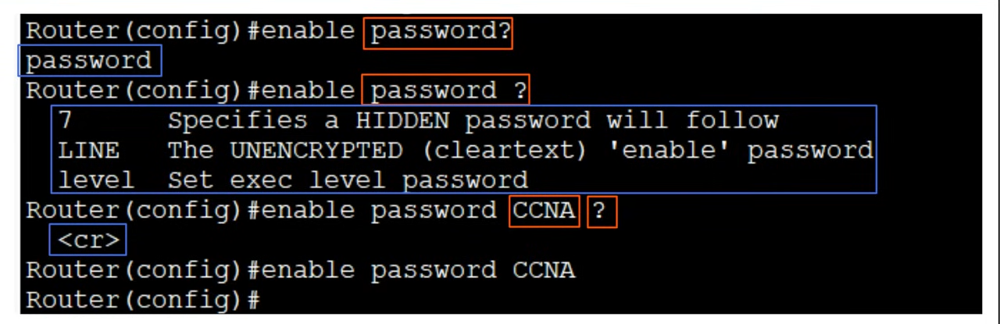 Router(config)#enable password?
password
Router(config)#enable password ?
  7      Specifies a HIDDEN password will follow
  LINE   The UNENCRYPTED (cleartext) 'enable' password
  level  Set exec level password
Router(config)#enable password CCNA ?
  <cr>
Router(config)#enable password CCNA
Router(config)#